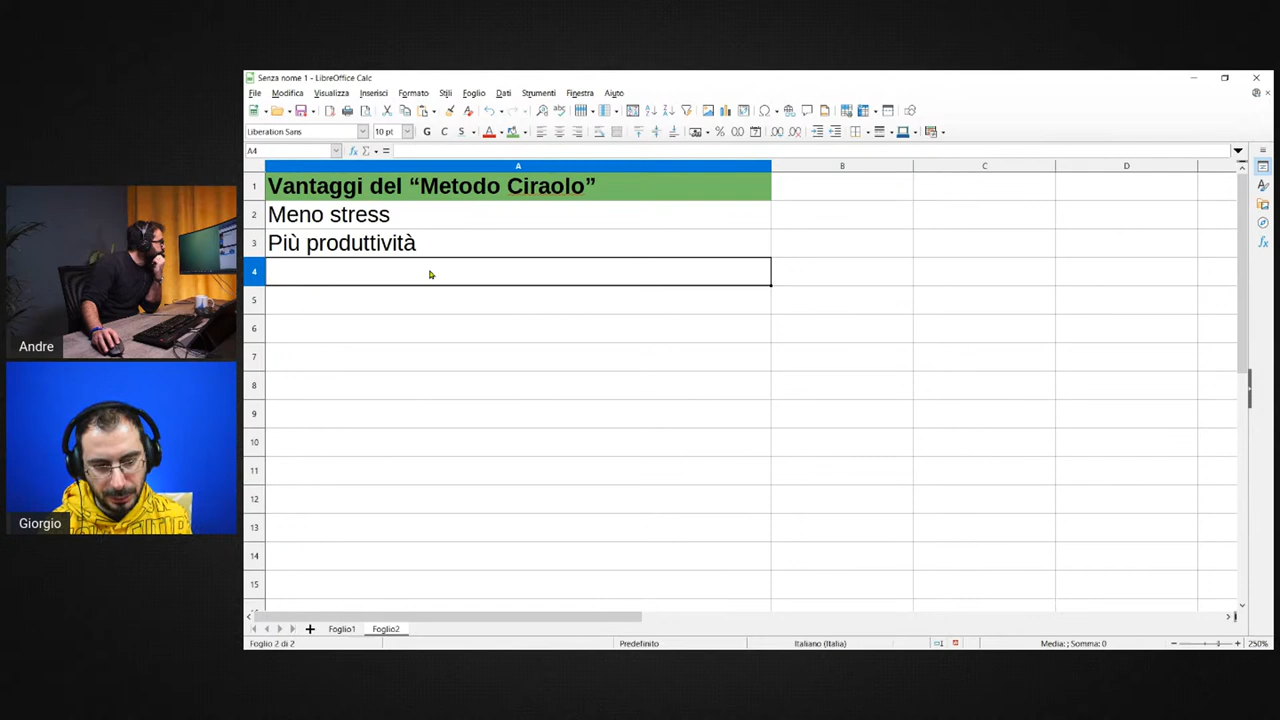 Senza nome 1 - LibreOffice Calc
File Modifica Visualizza Inserisci Formato Stili Foglio Dati Strumenti Finestra Aiuto
Liberation Sans 10 pt G C S
A4 fx Σ =
A B C D
1 Vantaggi del “Metodo Ciraolo”
2 Meno stress
3 Più produttività
4
5
6
7
8
9
10
11
12
13
14
15
Andre
Giorgio
Foglio1 Foglio2
Foglio 2 di 2 Predefinito Italiano (Italia) Media: ; Somma: 0 250%